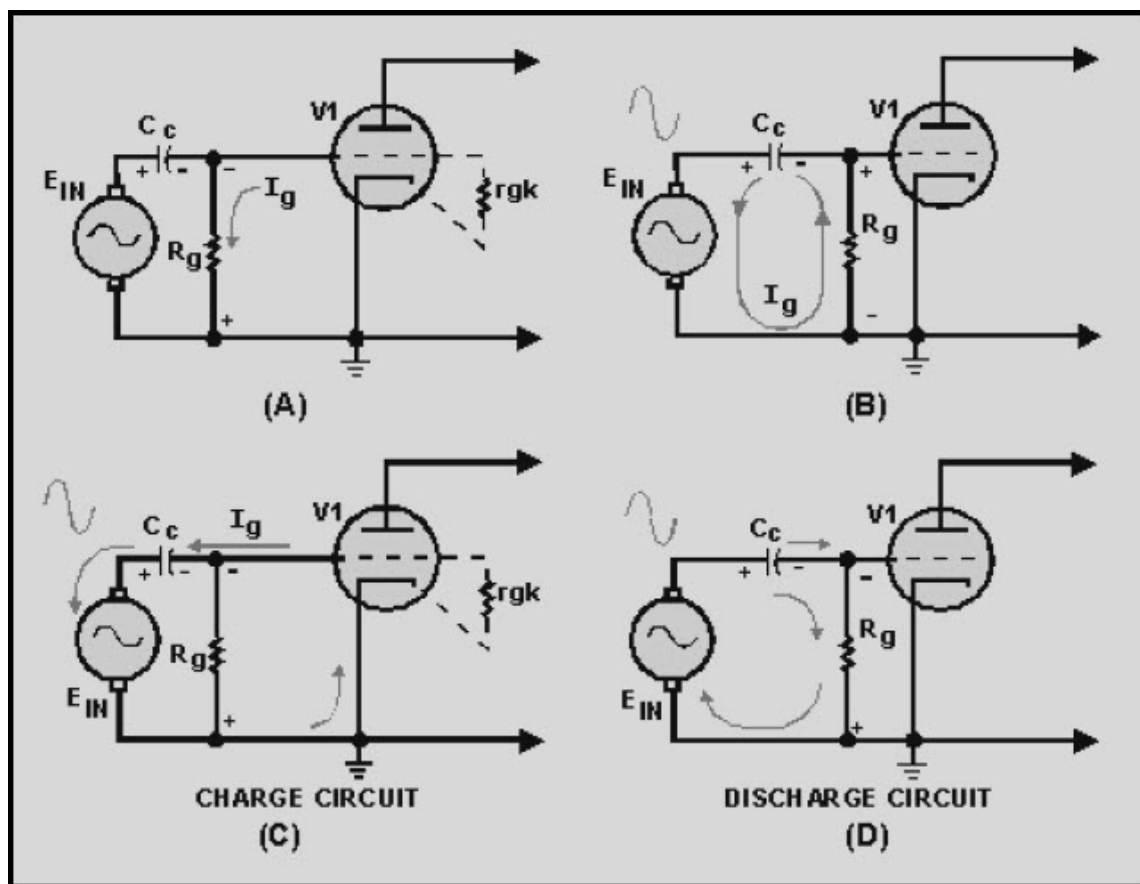 V1
Cc
+ - -
EIN
Ig
rgk
Rg
+
(A)
V1
Cc
+ - +
EIN
Rg
Ig
-
(B)
V1
Cc
Ig
+ - -
rgk
Rg
EIN
+
CHARGE CIRCUIT
(C)
V1
Cc
+ - -
Rg
EIN
+
DISCHARGE CIRCUIT
(D)